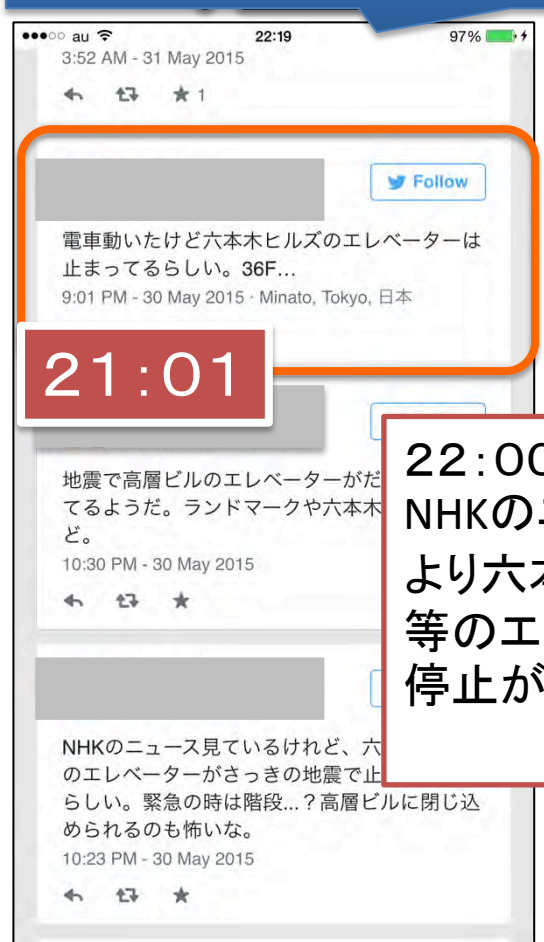 au
22:19
97%
3:52 AM - 31 May 2015
1
Follow
電車動いたけど六本木ヒルズのエレベーターは
止まってるらしい。36F...
9:01 PM - 30 May 2015 · Minato, Tokyo, 日本
21:01
地震で高層ビルのエレベーターがだ
てるようだ。ランドマークや六本木
ど。
10:30 PM - 30 May 2015
22:00
NHKの
より六本
等のエ
停止が
NHKのニュース見ているけれど、六
のエレベーターがさっきの地震で止
らしい。緊急の時は階段...？高層ビルに閉じ込
められるのも怖いな。
10:23 PM - 30 May 2015